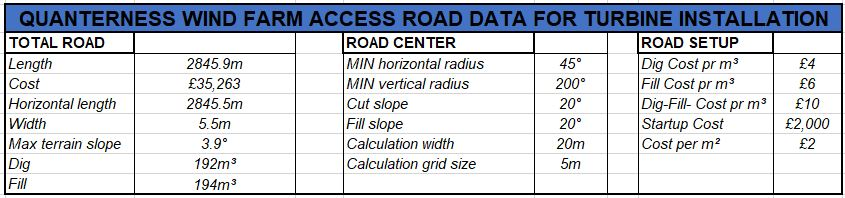 QUANTERNESS WIND FARM ACCESS ROAD DATA FOR TURBINE INSTALLATION
TOTAL ROAD ROAD CENTER ROAD SETUP
Length 2845.9m MIN horizontal radius 45° Dig Cost pr m³ £4
Cost £35,263 MIN vertical radius 200° Fill Cost pr m³ £6
Horizontal length 2845.5m Cut slope 20° Dig-Fill- Cost pr m³ £10
Width 5.5m Fill slope 20° Startup Cost £2,000
Max terrain slope 3.9° Calculation width 20m Cost per m² £2
Dig 192m³ Calculation grid size 5m
Fill 194m³